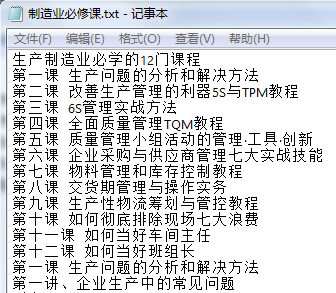 制造业必修课.txt - 记事本
文件(F) 编辑(E) 格式(O) 查看(V) 帮助(H)
生产制造业必学的12门课程
第一课 生产问题的分析和解决方法
第二课 改善生产管理的利器5S与TPM教程
第三课 6S管理实战方法
第四课 全面质量管理TQM教程
第五课 质量管理小组活动的管理·工具·创新
第六课 企业采购与供应商管理七大实战技能
第七课 物料管理和库存控制教程
第八课 交货期管理与操作实务
第九课 生产性物流筹划与管控教程
第十课 如何彻底排除现场七大浪费
第十一课 如何当好车间主任
第十二课 如何当好班组长
第一课 生产问题的分析和解决方法
第一讲、企业生产中的常见问题